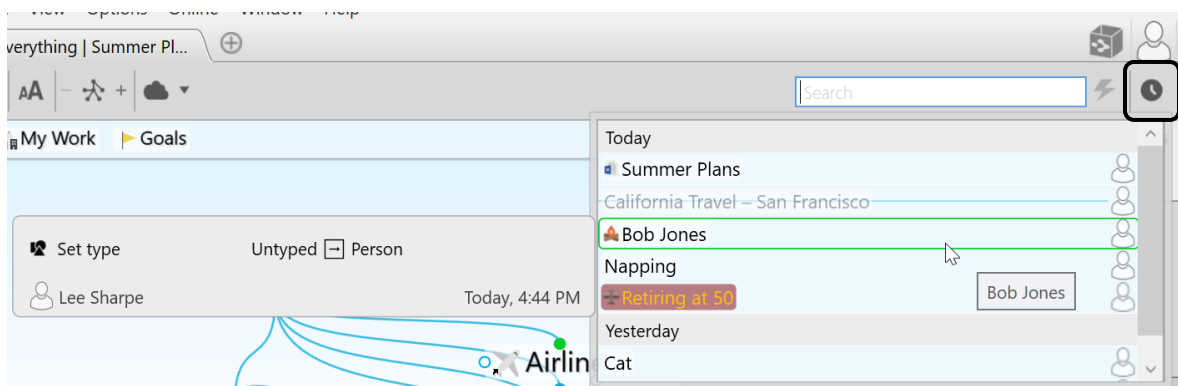 View Options Online Window Help
verything | Summer Pl...
AA
Search
My Work Goals
Today
Summer Plans
California Travel – San Francisco
Bob Jones
Set type Untyped Person
Napping
Bob Jones
Lee Sharpe Today, 4:44 PM
Retiring at 50
Yesterday
Airlin
Cat